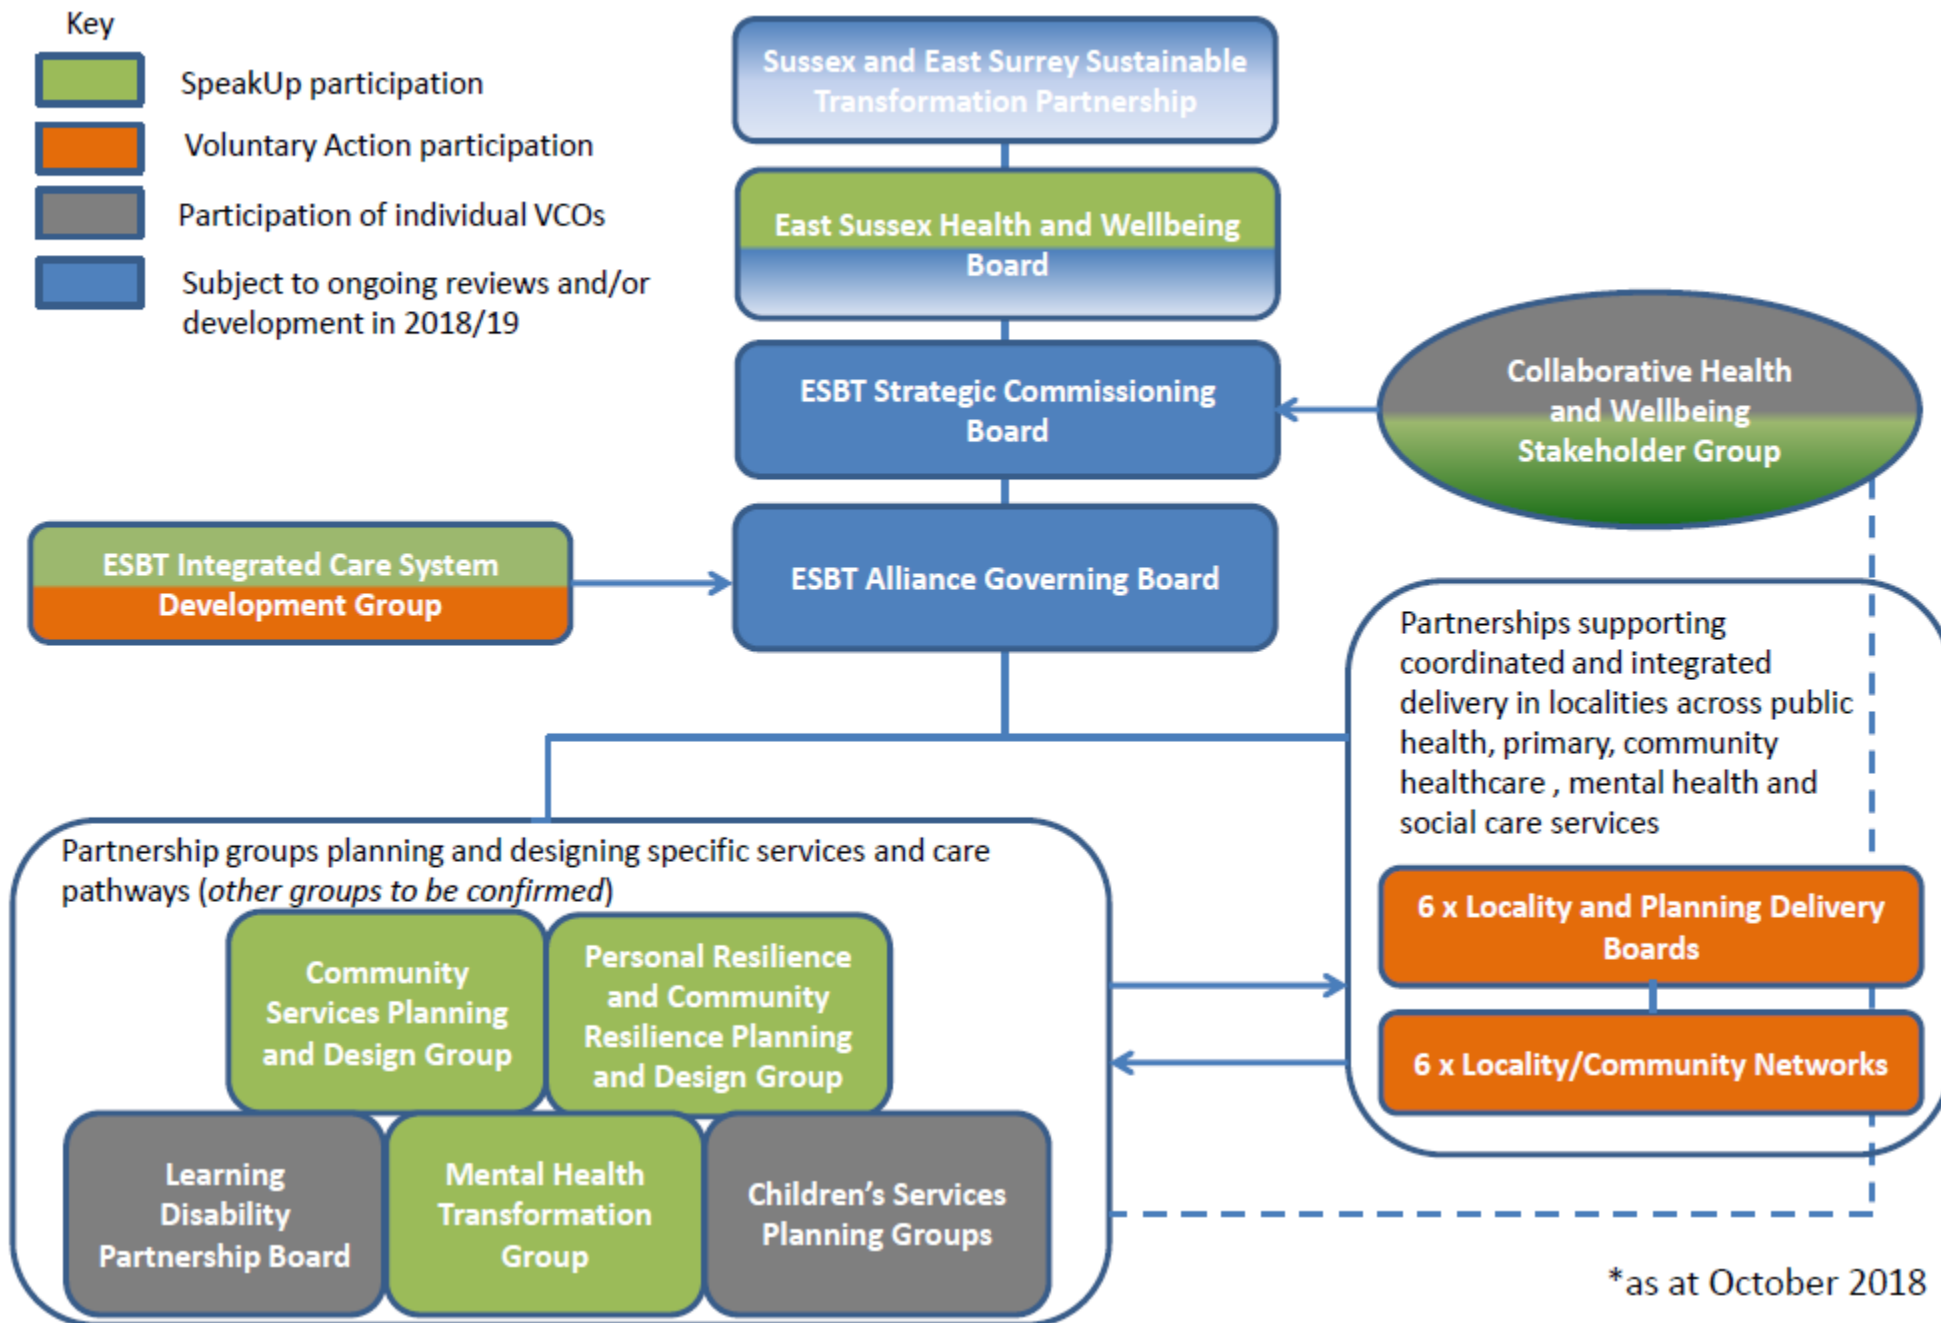 Key
SpeakUp participation
Voluntary Action participation
Participation of individual VCOs
Subject to ongoing reviews and/or
development in 2018/19
Sussex and East Surrey Sustainable
Transformation Partnership
East Sussex Health and Wellbeing
Board
ESBT Strategic Commissioning
Board
Collaborative Health
and Wellbeing
Stakeholder Group
ESBT Integrated Care System
Development Group
ESBT Alliance Governing Board
Partnerships supporting
coordinated and integrated
delivery in localities across public
health, primary, community
healthcare , mental health and
social care services
6 x Locality and Planning Delivery
Boards
6 x Locality/Community Networks
Partnership groups planning and designing specific services and care
pathways (other groups to be confirmed)
Community
Services Planning
and Design Group
Personal Resilience
and Community
Resilience Planning
and Design Group
Learning
Disability
Partnership Board
Mental Health
Transformation
Group
Children’s Services
Planning Groups
*as at October 2018